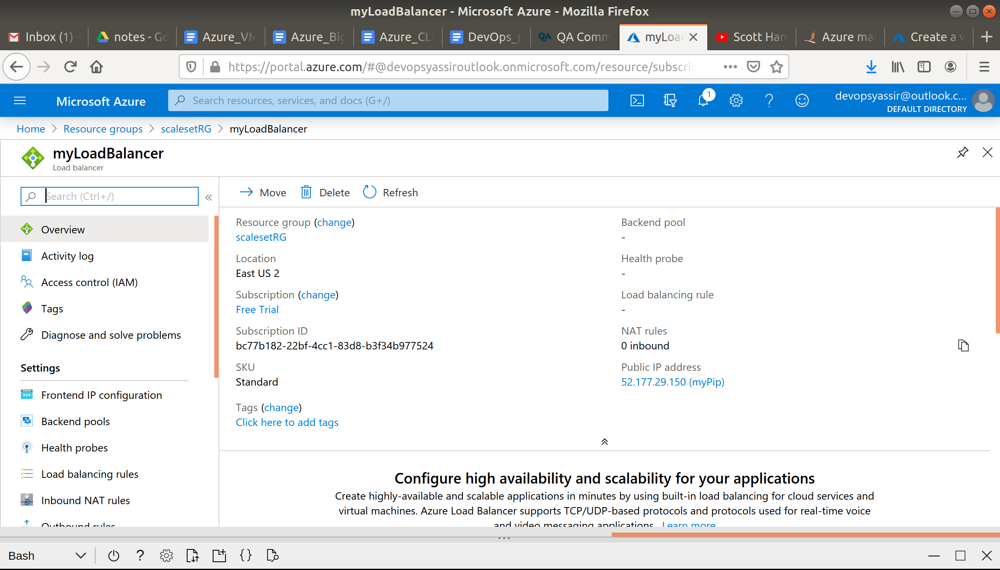 myLoadBalancer - Microsoft Azure - Mozilla Firefox
Inbox (1) - notes - Go Azure_VM Azure_Big Azure_CLI DevOps_p QA Comm myLoad Scott Han Azure mac Create a v
https://portal.azure.com/#@devopsyassiroutlook.onmicrosoft.com/resource/subscrip
Microsoft Azure
Search resources, services, and docs (G+/)
1
devopsyassir@outlook.c...
DEFAULT DIRECTORY
Home > Resource groups > scalesetRG > myLoadBalancer
myLoadBalancer
Load balancer
Search (Ctrl+/)
«
Overview
Activity log
Access control (IAM)
Tags
Diagnose and solve problems
Settings
Frontend IP configuration
Backend pools
Health probes
Load balancing rules
Inbound NAT rules
Outbound rules
Move Delete Refresh
Resource group (change)
scalesetRG
Location
East US 2
Subscription (change)
Free Trial
Subscription ID
bc77b182-22bf-4cc1-83d8-b3f34b977524
SKU
Standard
Tags (change)
Click here to add tags
Backend pool
-
Health probe
-
Load balancing rule
-
NAT rules
0 inbound
Public IP address
52.177.29.150 (myPip)
Configure high availability and scalability for your applications
Create highly-available and scalable applications in minutes by using built-in load balancing for cloud services and
virtual machines. Azure Load Balancer supports TCP/UDP-based protocols and protocols used for real-time voice
and video messaging applications. Learn more
Bash